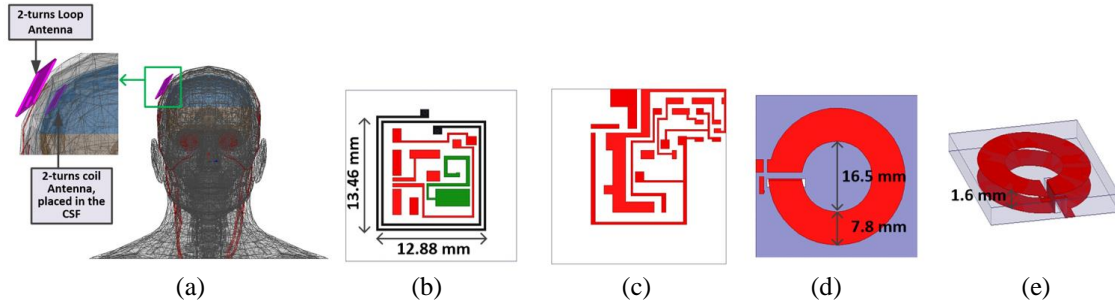 2-turns Loop
Antenna
2-turns coil
Antenna,
placed in the
CSF
13.46 mm
12.88 mm
16.5 mm
7.8 mm
1.6 mm
(a)
(b)
(c)
(d)
(e)